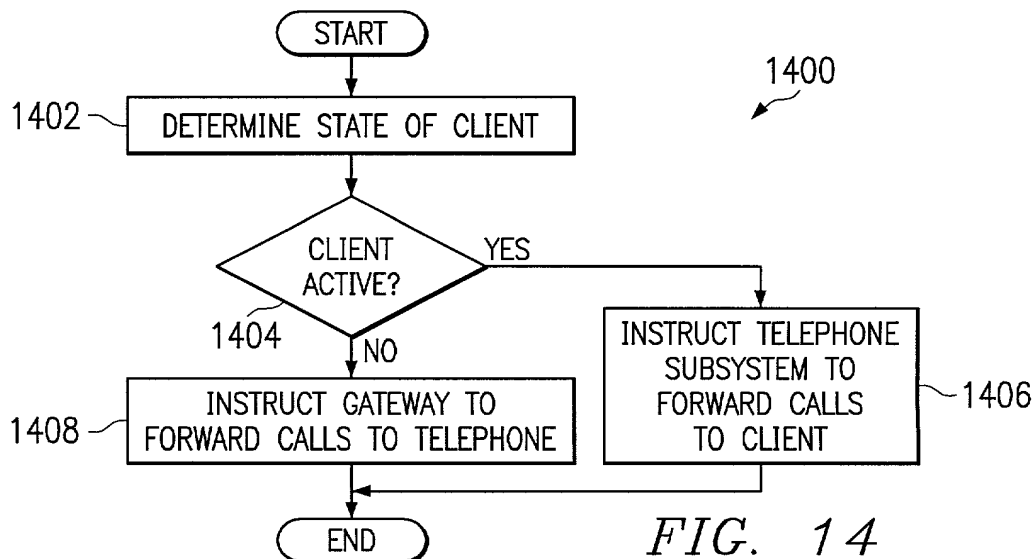 START
1400
1402
DETERMINE STATE OF CLIENT
CLIENT
ACTIVE?
YES
1404
NO
INSTRUCT TELEPHONE
SUBSYSTEM TO
FORWARD CALLS
TO CLIENT
1406
1408
INSTRUCT GATEWAY TO
FORWARD CALLS TO TELEPHONE
END
FIG. 14